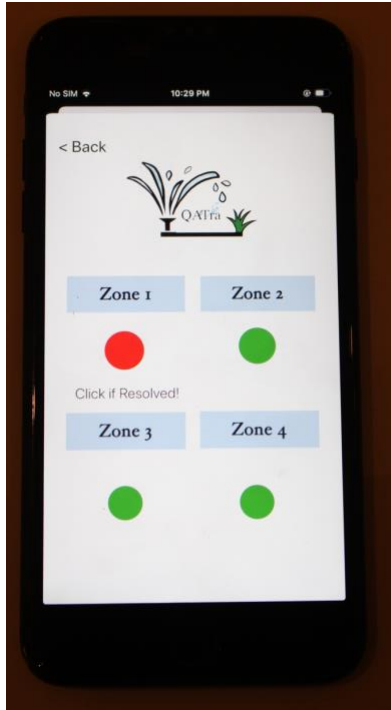 No SIM 10:29 PM
< Back
QATra
Zone 1 Zone 2
Click if Resolved!
Zone 3 Zone 4